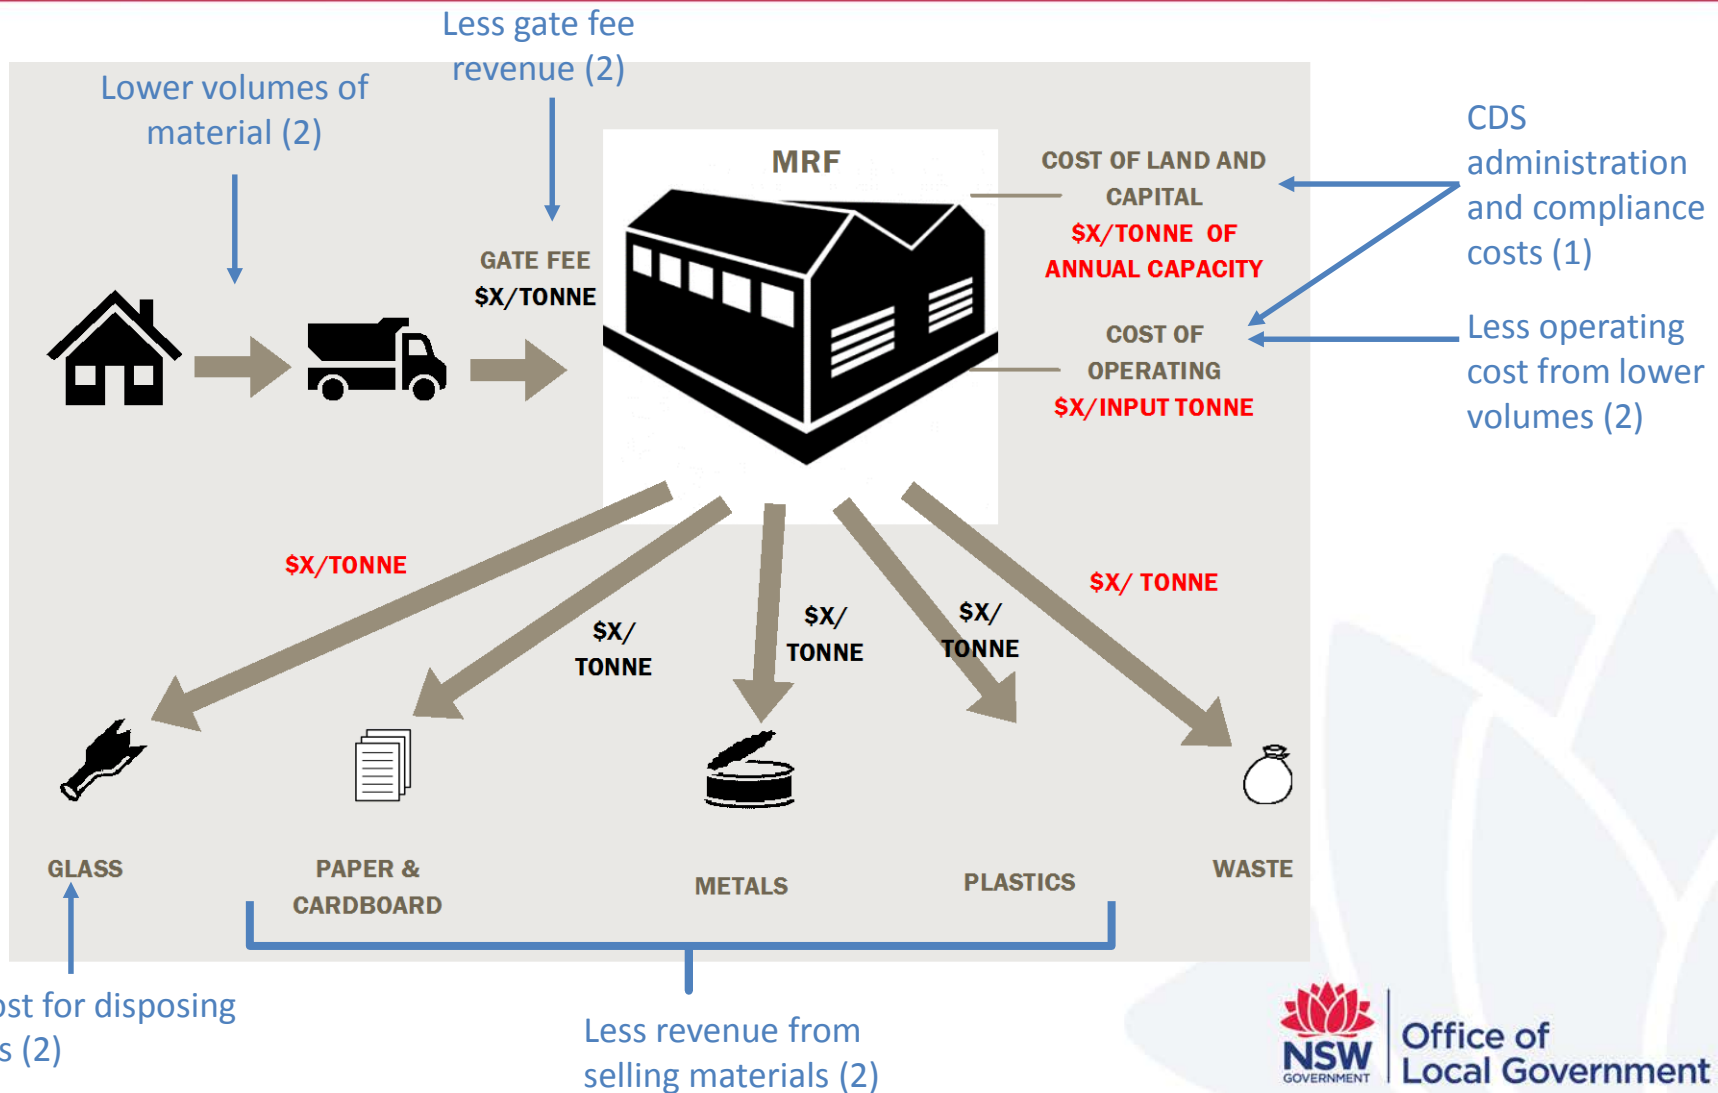 Less gate fee
revenue (2)
Lower volumes of
material (2)
CDS
administration
and compliance
costs (1)
MRF
COST OF LAND AND
CAPITAL
$X/TONNE OF
ANNUAL CAPACITY
GATE FEE
$X/TONNE
COST OF
OPERATING
$X/INPUT TONNE
Less operating
cost from lower
volumes (2)
$X/TONNE
$X/
TONNE
$X/
TONNE
$X/
TONNE
$X/ TONNE
GLASS
PAPER &
CARDBOARD
METALS
PLASTICS
WASTE
for disposing
(2)
Less revenue from
selling materials (2)
NSW
GOVERNMENT
Office of
Local Government